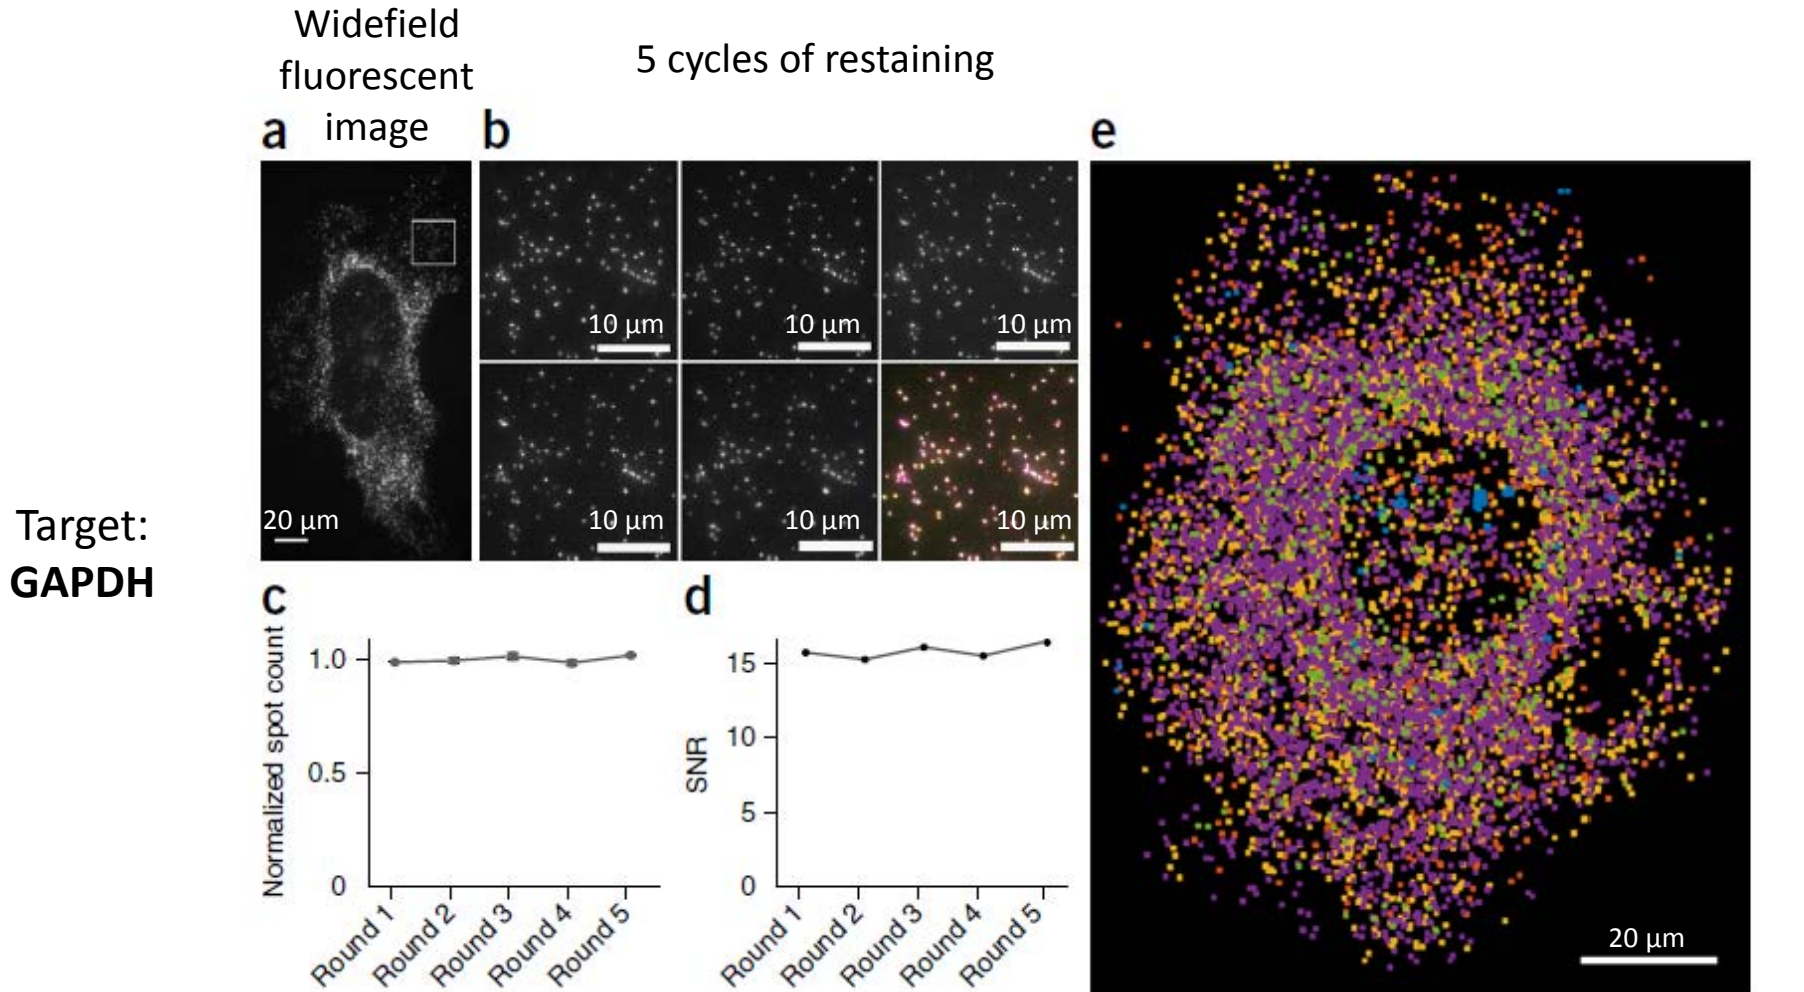 Widefield
fluorescent
image
5 cycles of restaining
a
b
e
10 µm
10 µm
10 µm
20 µm
10 µm
10 µm
10 µm
Target:
GAPDH
c
d
Normalized spot count
1.0
0.5
0
Round 1
Round 2
Round 3
Round 4
Round 5
SNR
15
10
5
0
Round 1
Round 2
Round 3
Round 4
Round 5
20 µm